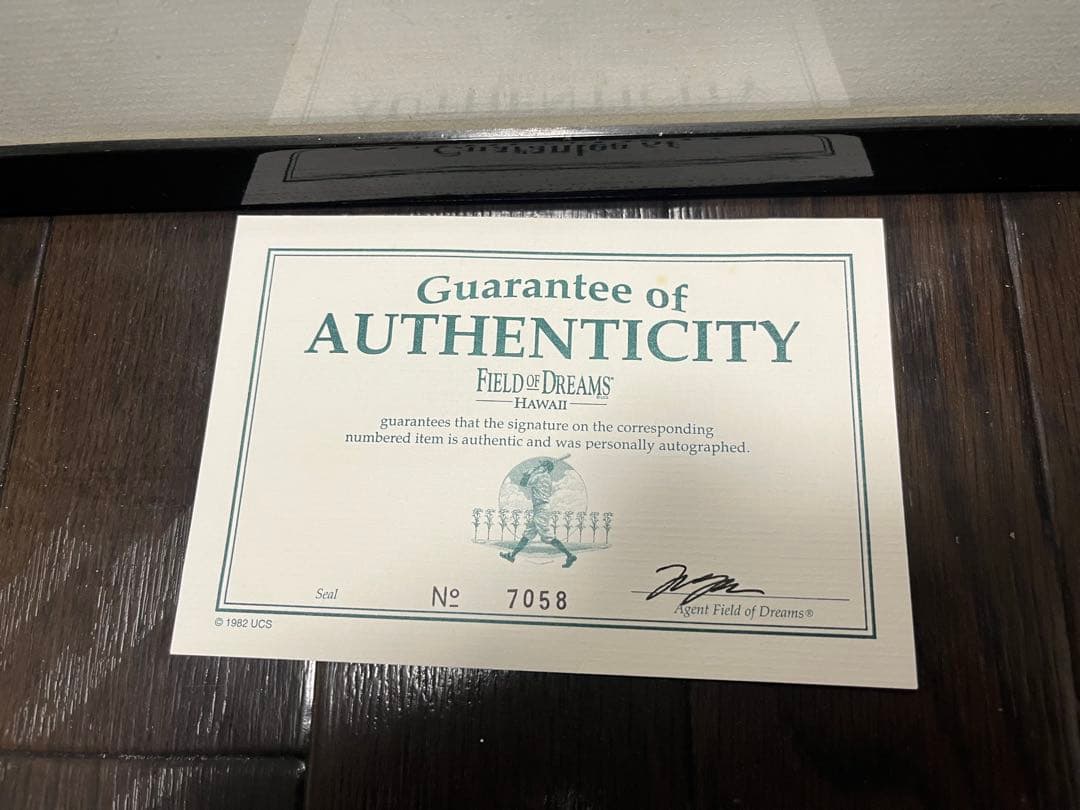 Guarantee of
AUTHENTICITY
FIELD OF DREAMS™
HAWAII
guarantees that the signature on the corresponding
numbered item is authentic and was personally autographed.
Seal
Nº 7058
Agent Field of Dreams®
© 1982 UCS